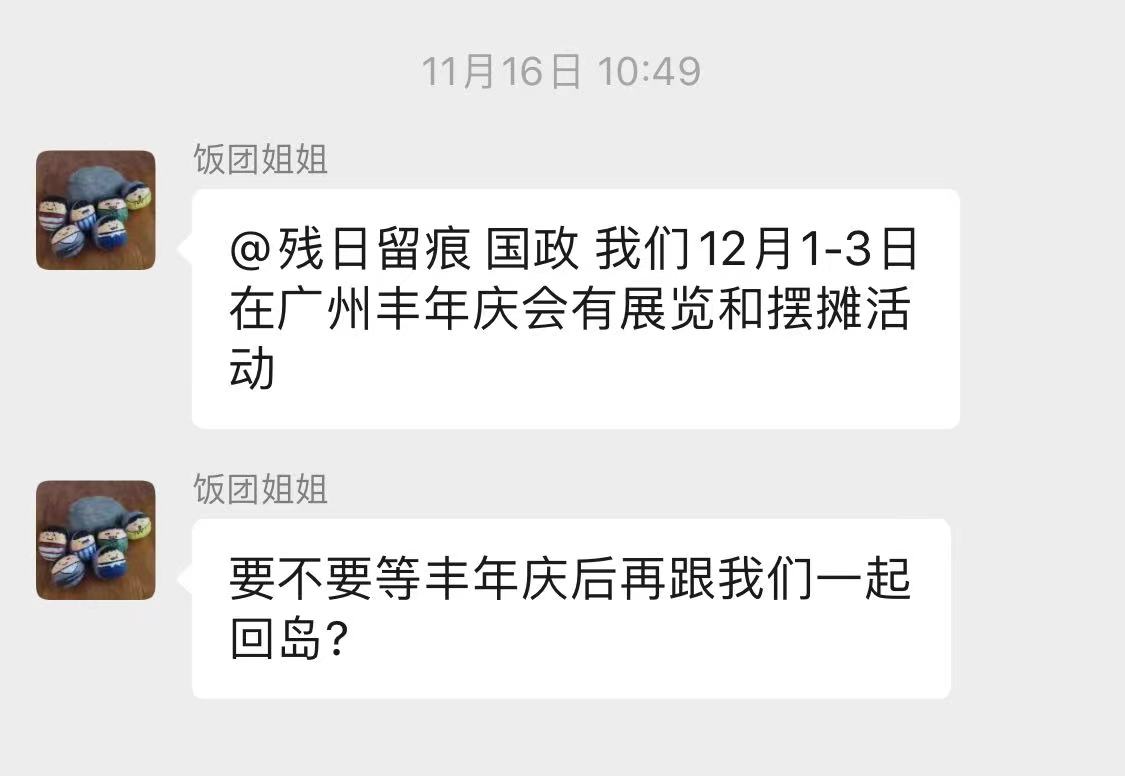 11月16日 10:49
饭团姐姐
@残日留痕 国政 我们12月1-3日
在广州丰年庆会有展览和摆摊活
动
饭团姐姐
要不要等丰年庆后再跟我们一起
回岛?